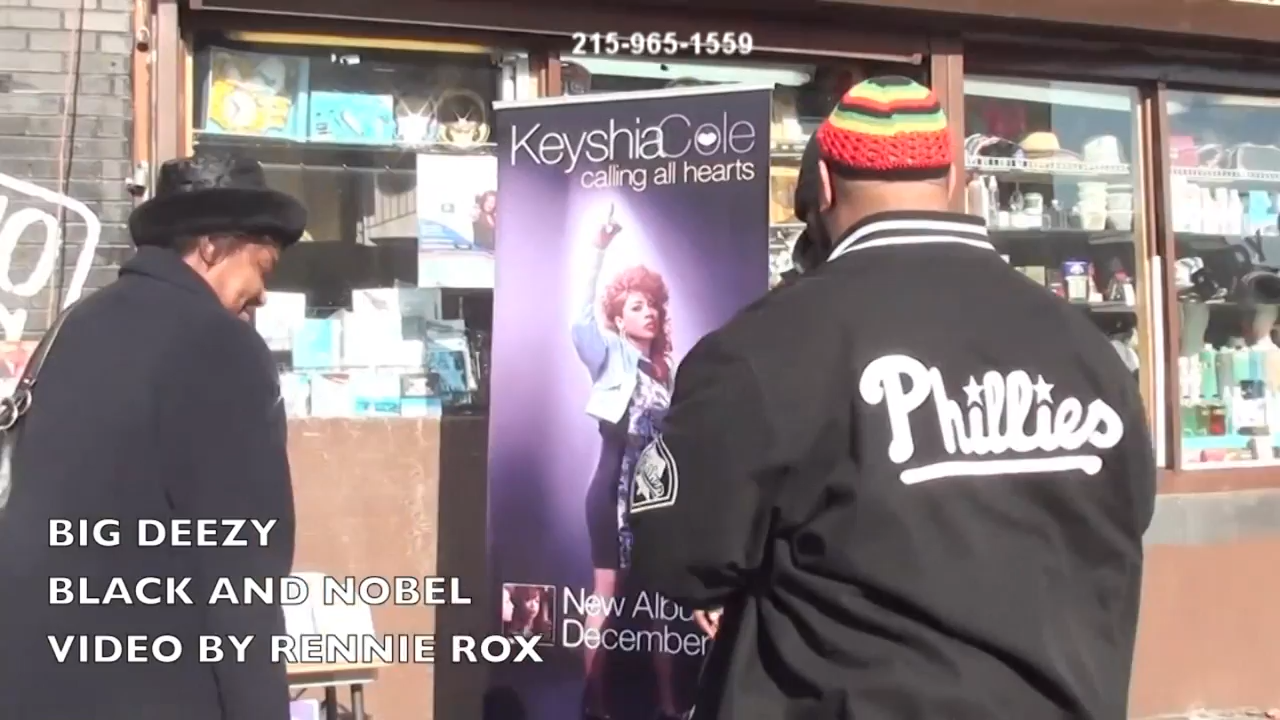 215-965-1559
KeyshiaCole
calling all hearts
Phillies
New Albu
December
BIG DEEZY
BLACK AND NOBEL
VIDEO BY RENNIE ROX